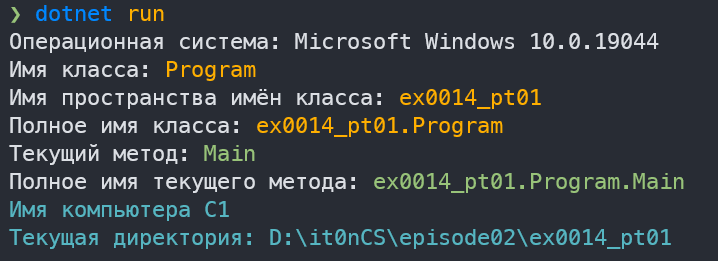 ❯ dotnet run
Операционная система: Microsoft Windows 10.0.19044
Имя класса: Program
Имя пространства имён класса: ex0014_pt01
Полное имя класса: ex0014_pt01.Program
Текущий метод: Main
Полное имя текущего метода: ex0014_pt01.Program.Main
Имя компьютера C1
Текущая директория: D:\it0nCS\episode02\ex0014_pt01